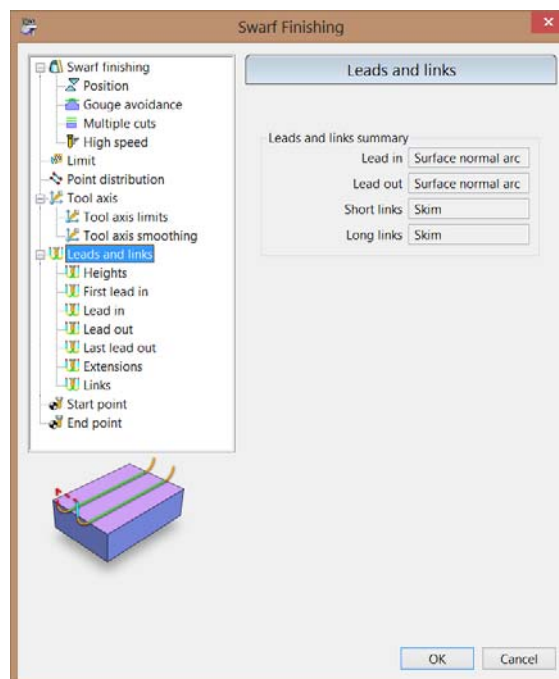 Swarf Finishing
Swarf finishing
Position
Gouge avoidance
Multiple cuts
High speed
Limit
Point distribution
Tool axis
Tool axis limits
Tool axis smoothing
Leads and links
Heights
First lead in
Lead in
Lead out
Last lead out
Extensions
Links
Start point
End point
Leads and links
Leads and links summary
Lead in Surface normal arc
Lead out Surface normal arc
Short links Skim
Long links Skim
OK Cancel